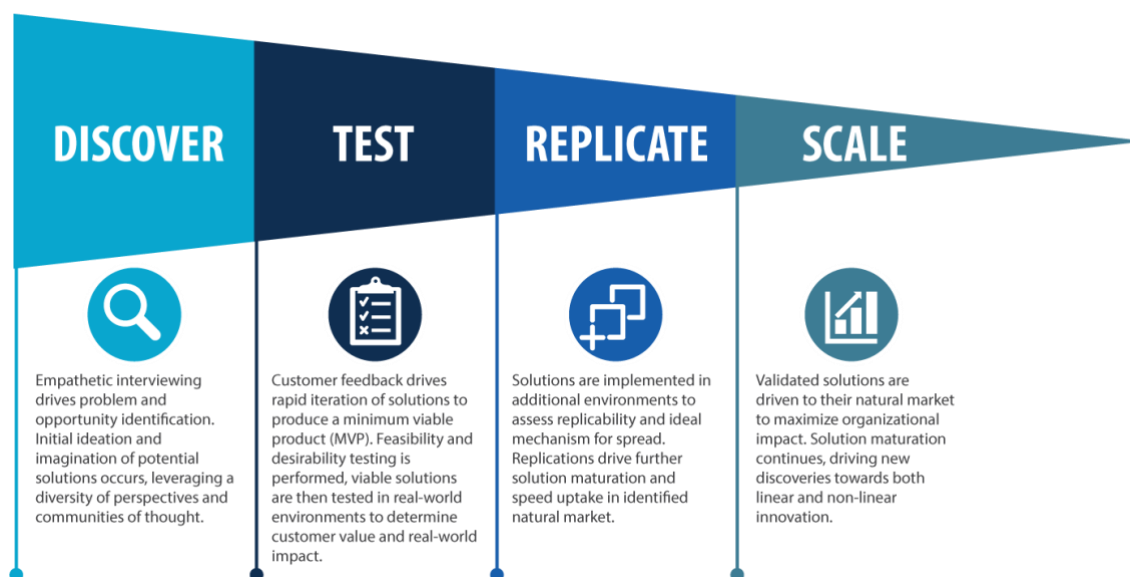 DISCOVER
TEST
REPLICATE
SCALE
Empathetic interviewing
drives problem and
opportunity identification.
Initial ideation and
imagination of potential
solutions occurs, leveraging a
diversity of perspectives and
communities of thought.
Customer feedback drives
rapid iteration of solutions to
produce a minimum viable
product (MVP). Feasibility and
desirability testing is
performed, viable solutions
are then tested in real-world
environments to determine
customer value and real-world
impact.
Solutions are implemented in
additional environments to
assess replicability and ideal
mechanism for spread.
Replications drive further
solution maturation and
speed uptake in identified
natural market.
Validated solutions are
driven to their natural market
to maximize organizational
impact. Solution maturation
continues, driving new
discoveries towards both
linear and non-linear
innovation.